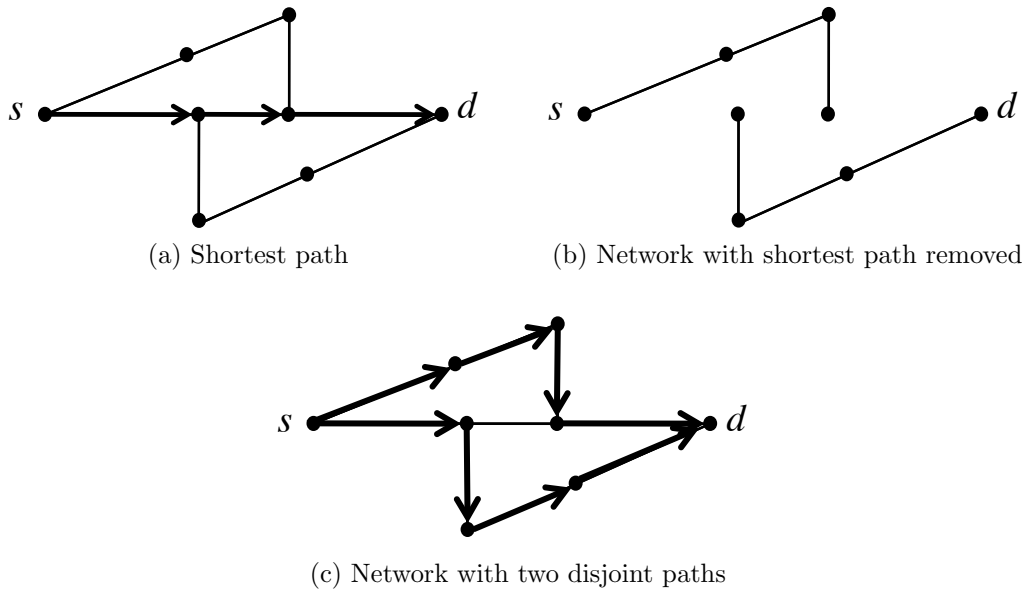 s d
(a) Shortest path
s d
(b) Network with shortest path removed
s d
(c) Network with two disjoint paths